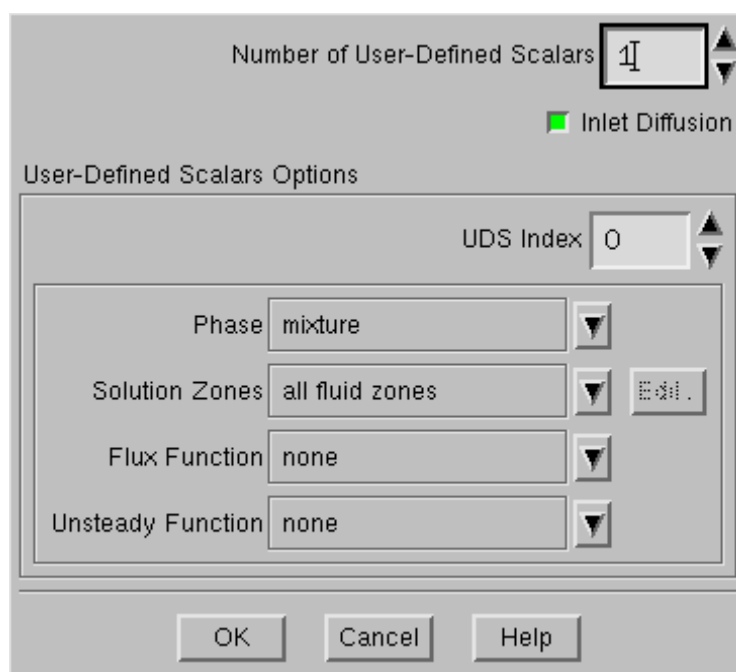 Number of User-Defined Scalars 1
Inlet Diffusion
User-Defined Scalars Options
UDS Index 0
Phase mixture
Solution Zones all fluid zones Edit.
Flux Function none
Unsteady Function none
OK Cancel Help